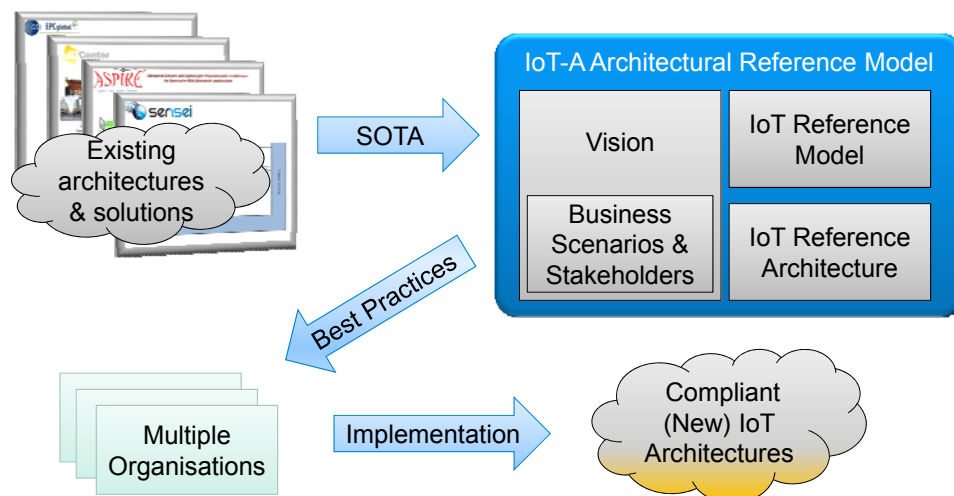 EPCglobal
Center
ASPIRE
sensei
Existing
architectures
& solutions
SOTA
IoT-A Architectural Reference Model
Vision
Business
Scenarios &
Stakeholders
IoT Reference
Model
IoT Reference
Architecture
Best Practices
Multiple
Organisations
Implementation
Compliant
(New) IoT
Architectures